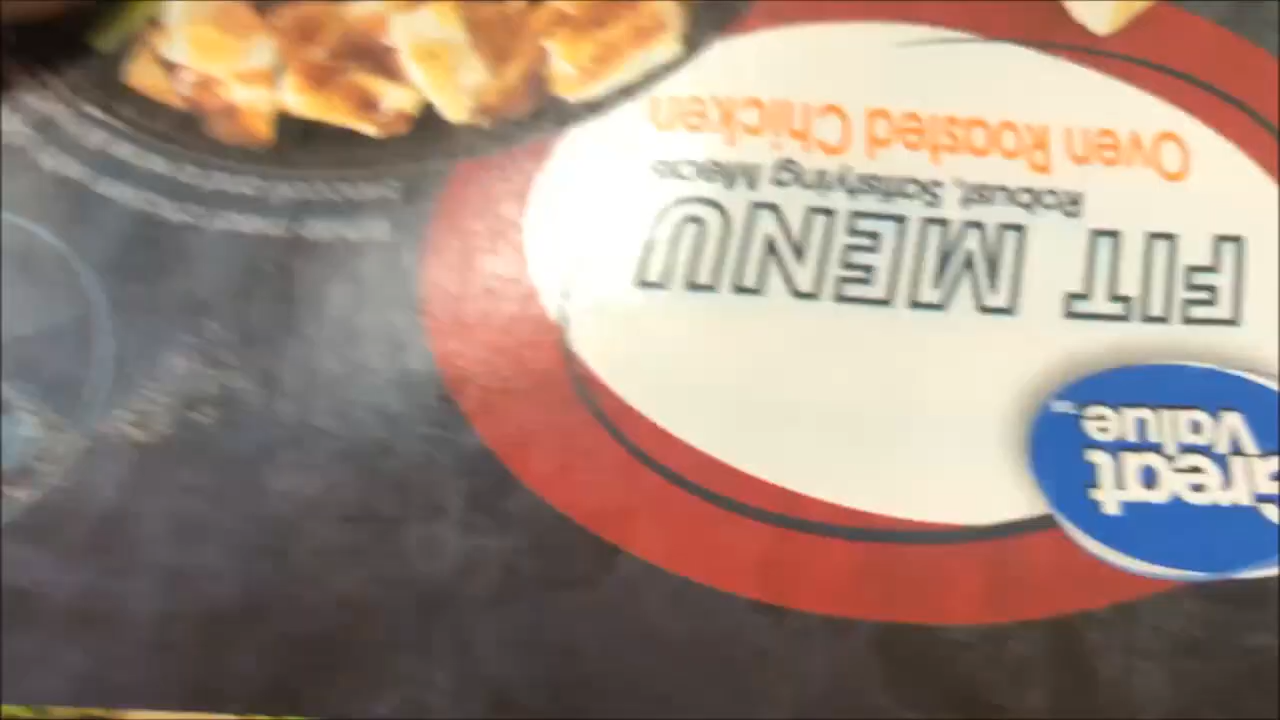 Great
Value
FIT MENU
Robust, Satisfying Meals
Oven Roasted Chicken